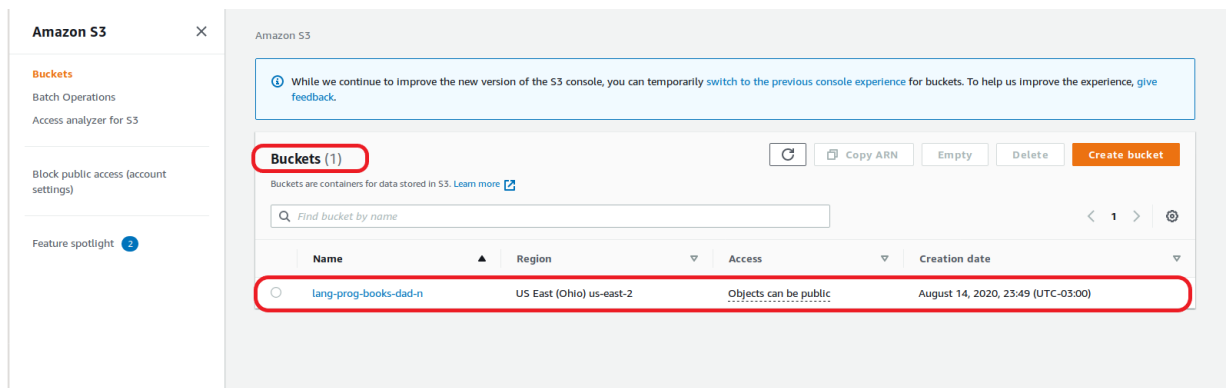 Amazon S3
Buckets
Batch Operations
Access analyzer for S3
Block public access (account
settings)
Feature spotlight 2
Amazon S3
While we continue to improve the new version of the S3 console, you can temporarily switch to the previous console experience for buckets. To help us improve the experience, give
feedback.
Buckets (1)
Copy ARN Empty Delete Create bucket
Buckets are containers for data stored in S3. Learn more
Find bucket by name
1
Name Region Access Creation date
lang-prog-books-dad-n US East (Ohio) us-east-2 Objects can be public August 14, 2020, 23:49 (UTC-03:00)